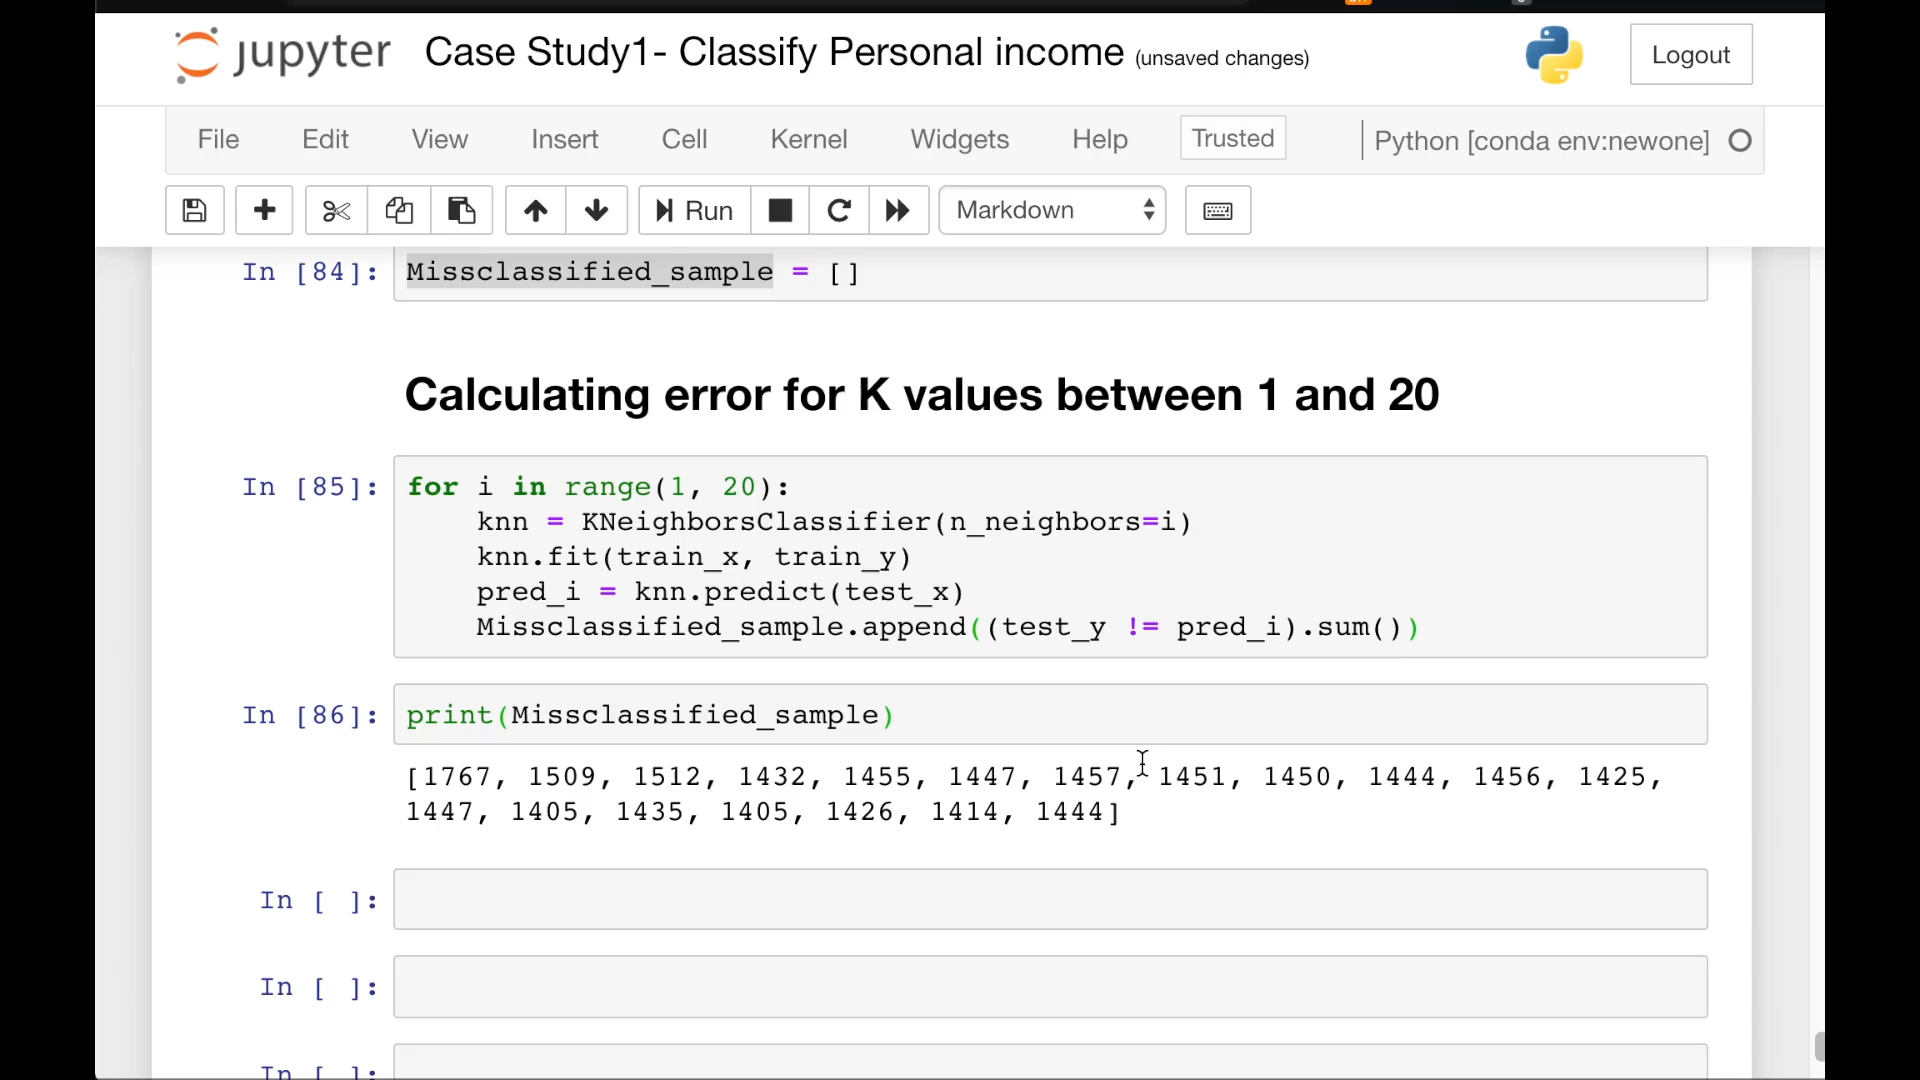 jupyter Case Study1- Classify Personal income (unsaved changes) Logout
File Edit View Insert Cell Kernel Widgets Help Trusted Python [conda env:newone]
Run Markdown
In [84]: Missclassified_sample = []
Calculating error for K values between 1 and 20
In [85]: for i in range(1, 20):
knn = KNeighborsClassifier(n_neighbors=i)
knn.fit(train_x, train_y)
pred_i = knn.predict(test_x)
Missclassified_sample.append((test_y != pred_i).sum())
In [86]: print(Missclassified_sample)
[1767, 1509, 1512, 1432, 1455, 1447, 1457, 1451, 1450, 1444, 1456, 1425,
1447, 1405, 1435, 1405, 1426, 1414, 1444]
In [ ]:
In [ ]:
In [ ]: